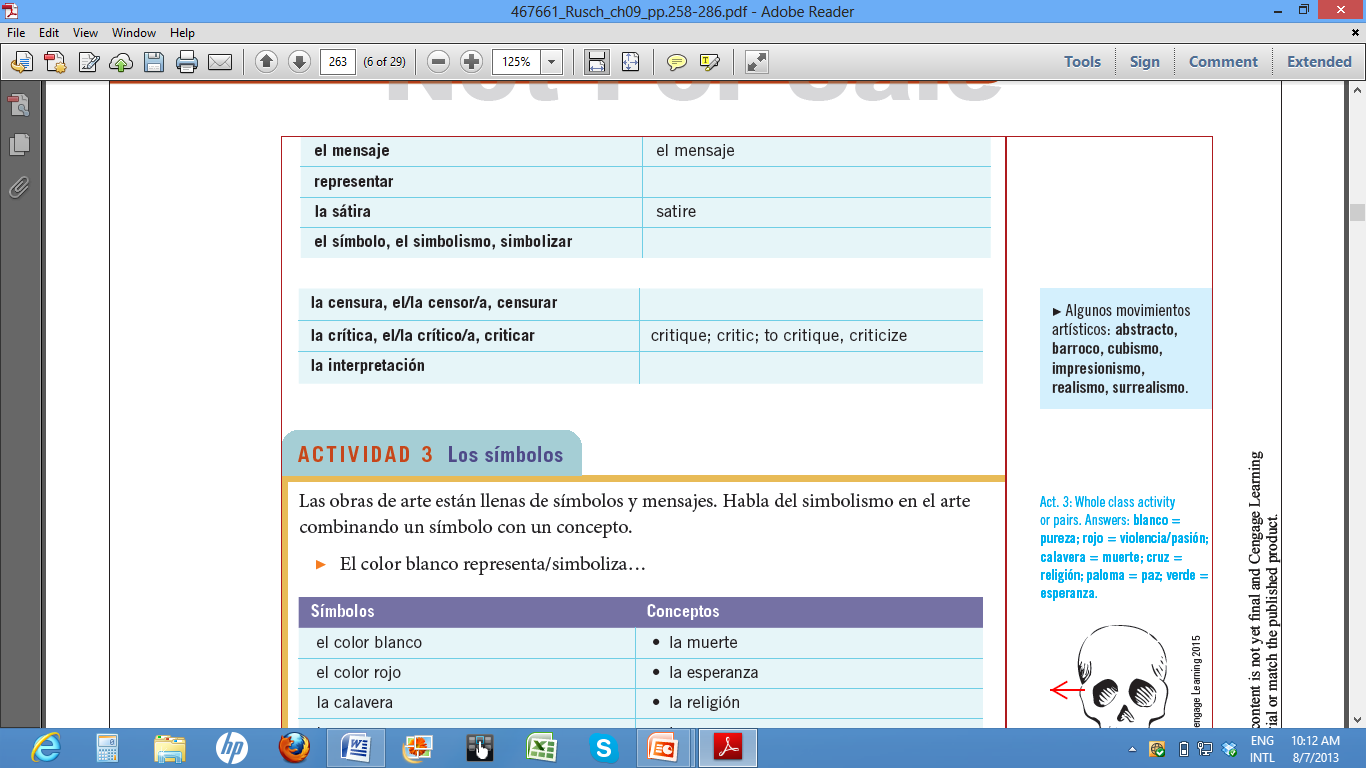 467661_Rusch_ch09_pp.258-286.pdf - Adobe Reader
File Edit View Window Help
263 (6 of 29) 125% Tools Sign Comment Extended
Not For Sale
el mensaje el mensaje
representar
la sátira satire
el símbolo, el simbolismo, simbolizar
la censura, el/la censor/a, censurar
la crítica, el/la crítico/a, criticar critique; critic; to critique, criticize
la interpretación
► Algunos movimientos
artísticos: abstracto,
barroco, cubismo,
impresionismo,
realismo, surrealismo.
ACTIVIDAD 3 Los símbolos
Las obras de arte están llenas de símbolos y mensajes. Habla del simbolismo en el arte
combinando un símbolo con un concepto.
► El color blanco representa/simboliza…
Símbolos Conceptos
el color blanco • la muerte
el color rojo • la esperanza
la calavera • la religión
Act. 3: Whole class activity
or pairs. Answers: blanco =
pureza; rojo = violencia/pasión;
calavera = muerte; cruz =
religión; paloma = paz; verde =
esperanza.
engage Learning 2015
content is not yet final and Cengage Learning
ial or match the published product.
ENG 10:12 AM
INTL 8/7/2013